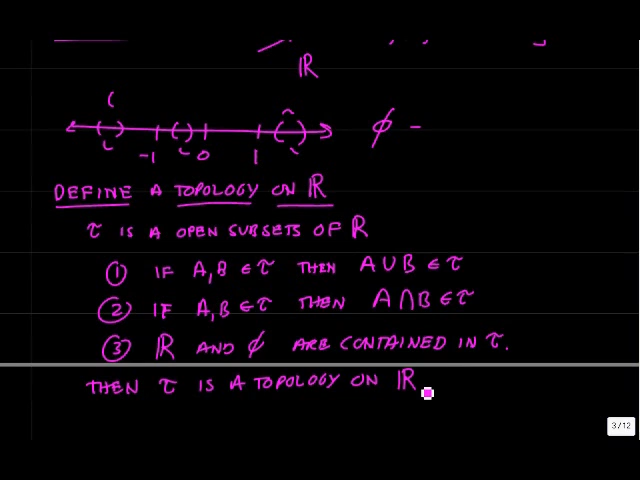 ℝ
-1 0 1
ϕ -
DEFINE A TOPOLOGY ON ℝ
τ IS A OPEN SUBSETS OF ℝ
① IF A,B ∈ τ THEN A ∪ B ∈ τ
② IF A,B ∈ τ THEN A ∩ B ∈ τ
③ ℝ AND ϕ ARE CONTAINED IN τ.
THEN τ IS A TOPOLOGY ON ℝ
3/12